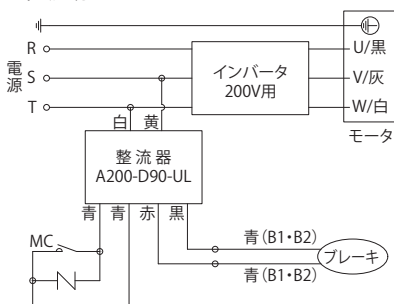 R
電源
S
T
インバータ
200V用
U/黒
V/灰
W/白
モータ
白 黄
整流器
A200-D90-UL
青 青 赤 黒
MC
青(B1・B2)
ブレーキ
青(B1・B2)